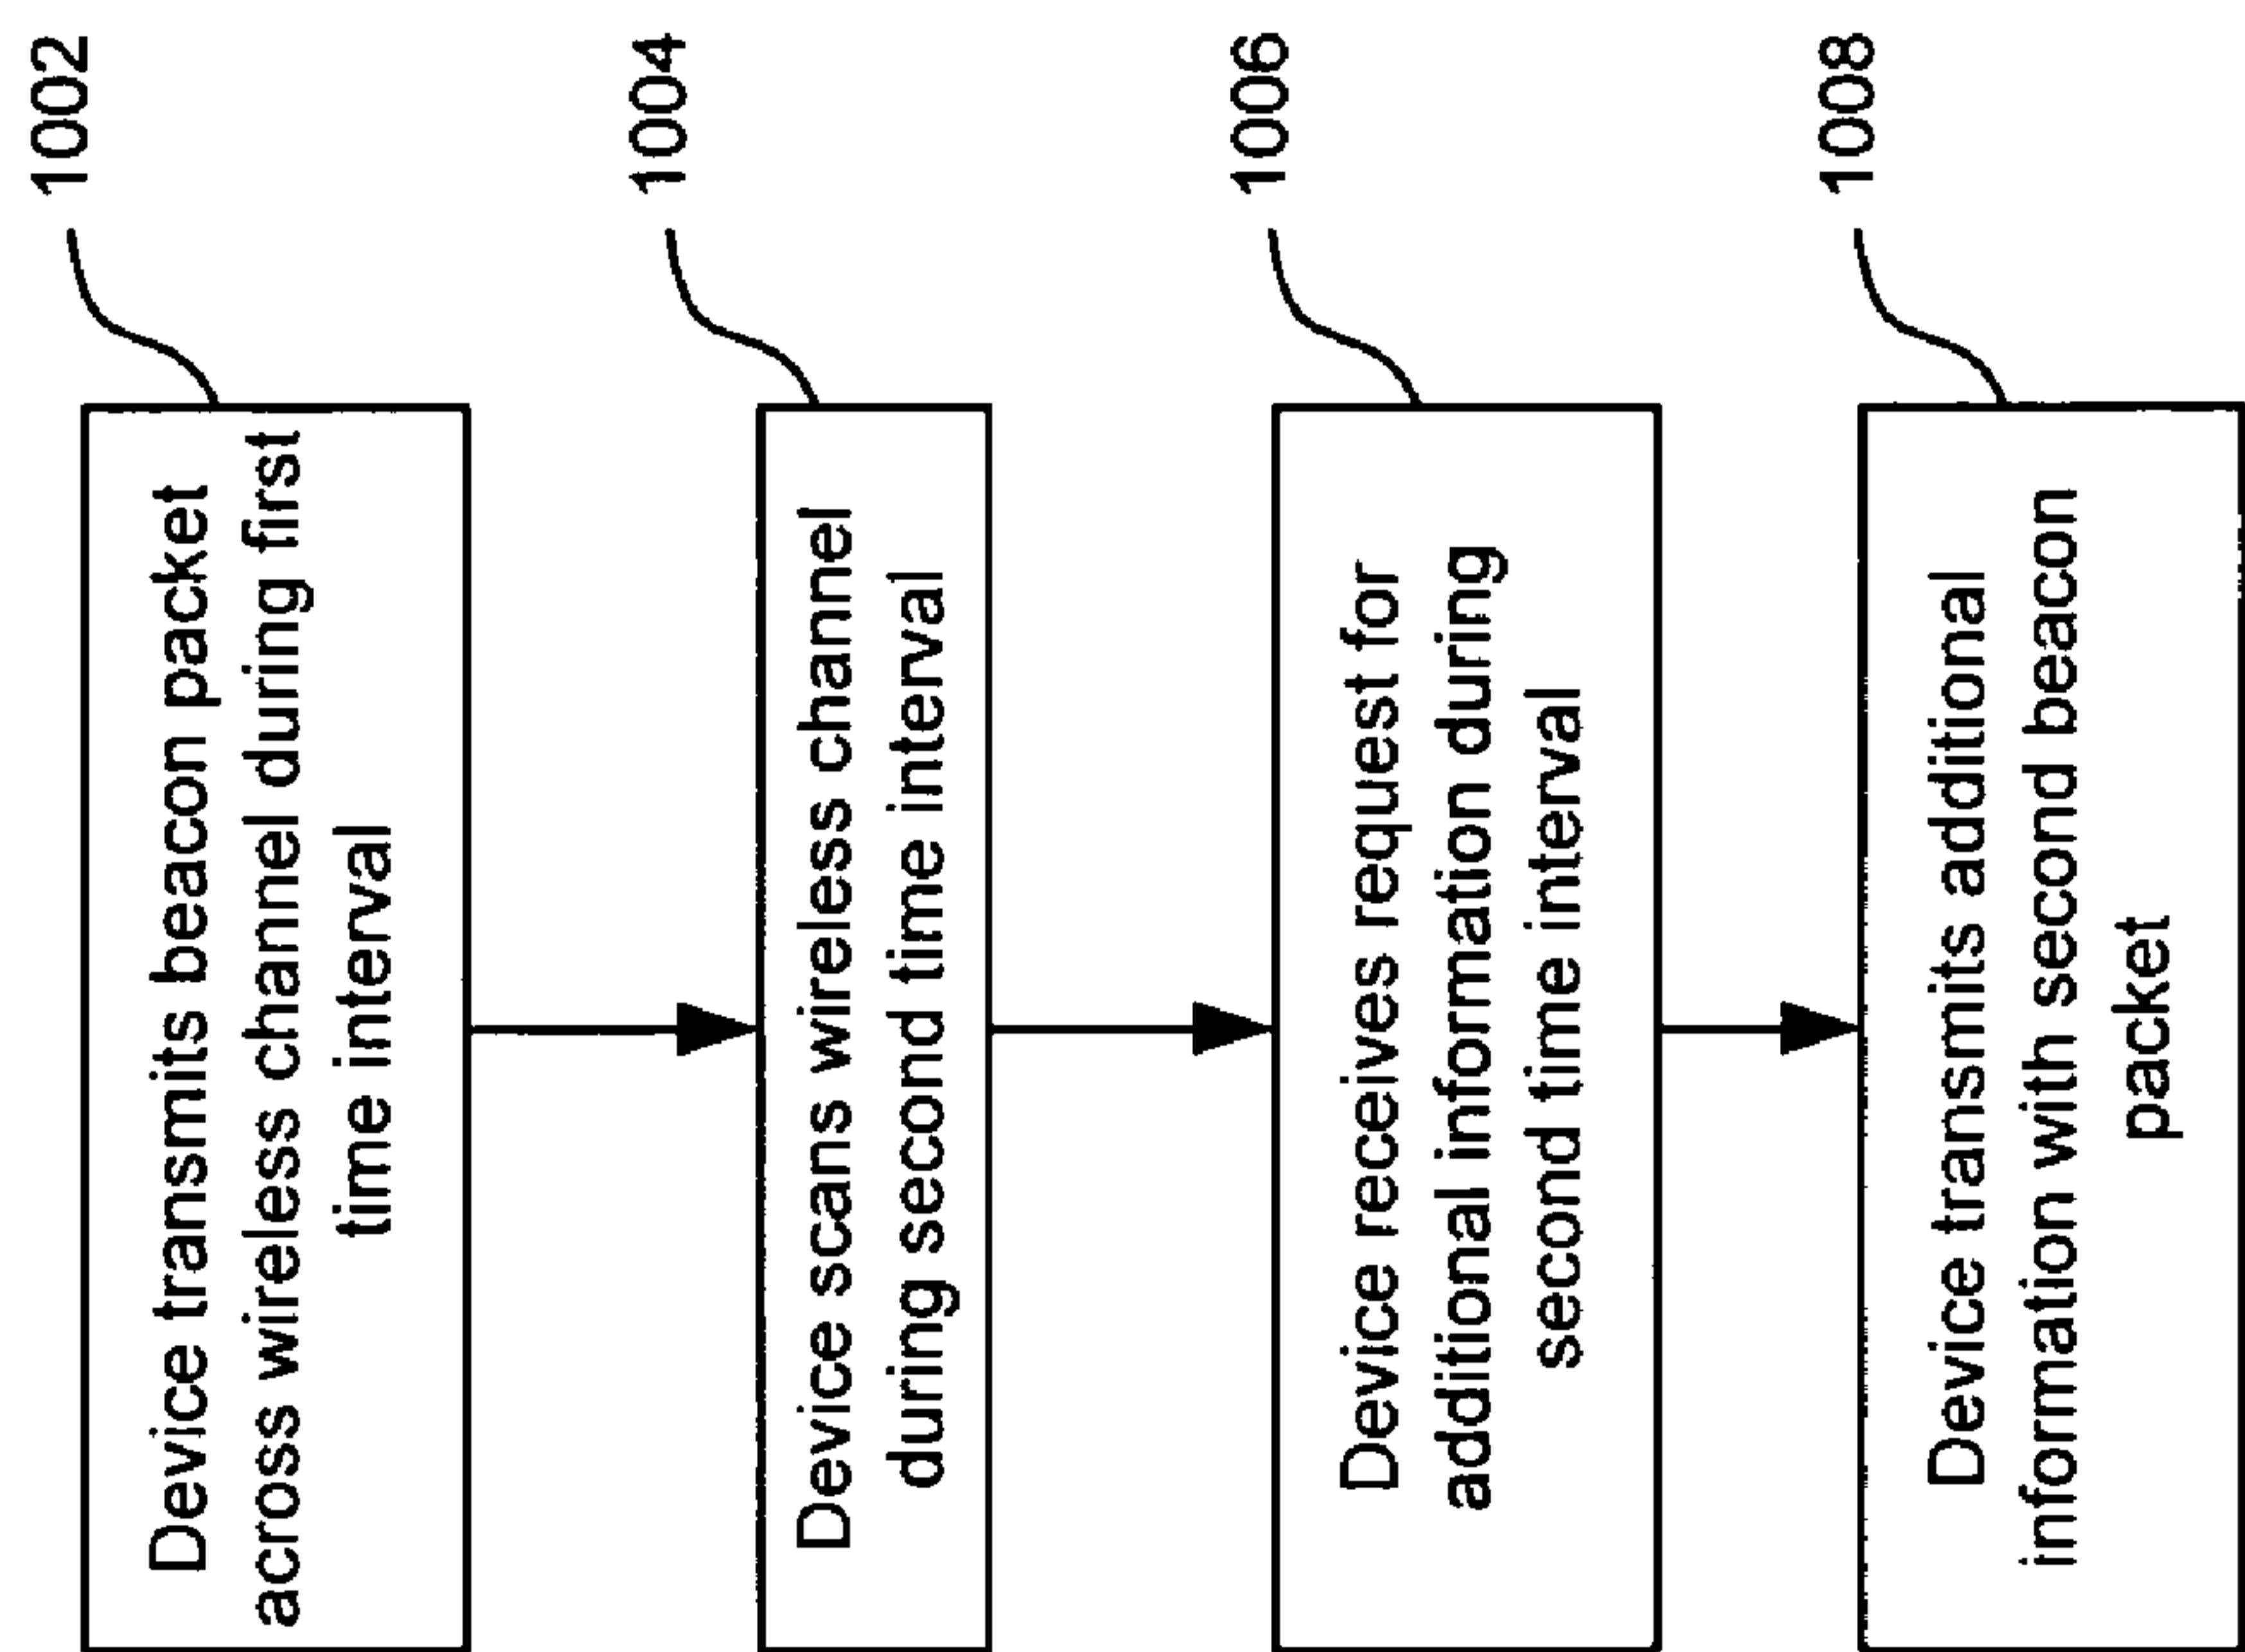 1002
Device transmits beacon packet
across wireless channel during first
time interval
1004
Device scans wireless channel
during second time interval
1006
Device receives request for
additional information during
second time interval
1008
Device transmits additional
information with second beacon
packet